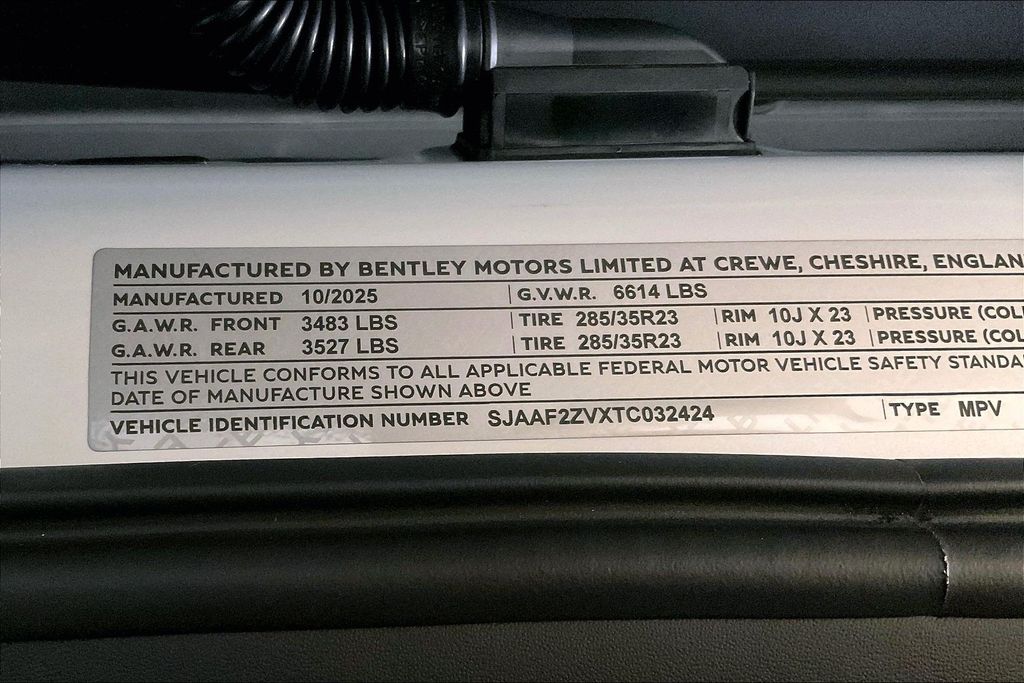 MANUFACTURED BY BENTLEY MOTORS LIMITED AT CREWE, CHESHIRE, ENGLAN
MANUFACTURED 10/2025 G.V.W.R. 6614 LBS
G.A.W.R. FRONT 3483 LBS TIRE 285/35R23 RIM 10J X 23 PRESSURE (COL
G.A.W.R. REAR 3527 LBS TIRE 285/35R23 RIM 10J X 23 PRESSURE (COL
THIS VEHICLE CONFORMS TO ALL APPLICABLE FEDERAL MOTOR VEHICLE SAFETY STANDA
DATE OF MANUFACTURE SHOWN ABOVE
VEHICLE IDENTIFICATION NUMBER SJAAF2ZVXTC032424 TYPE MPV